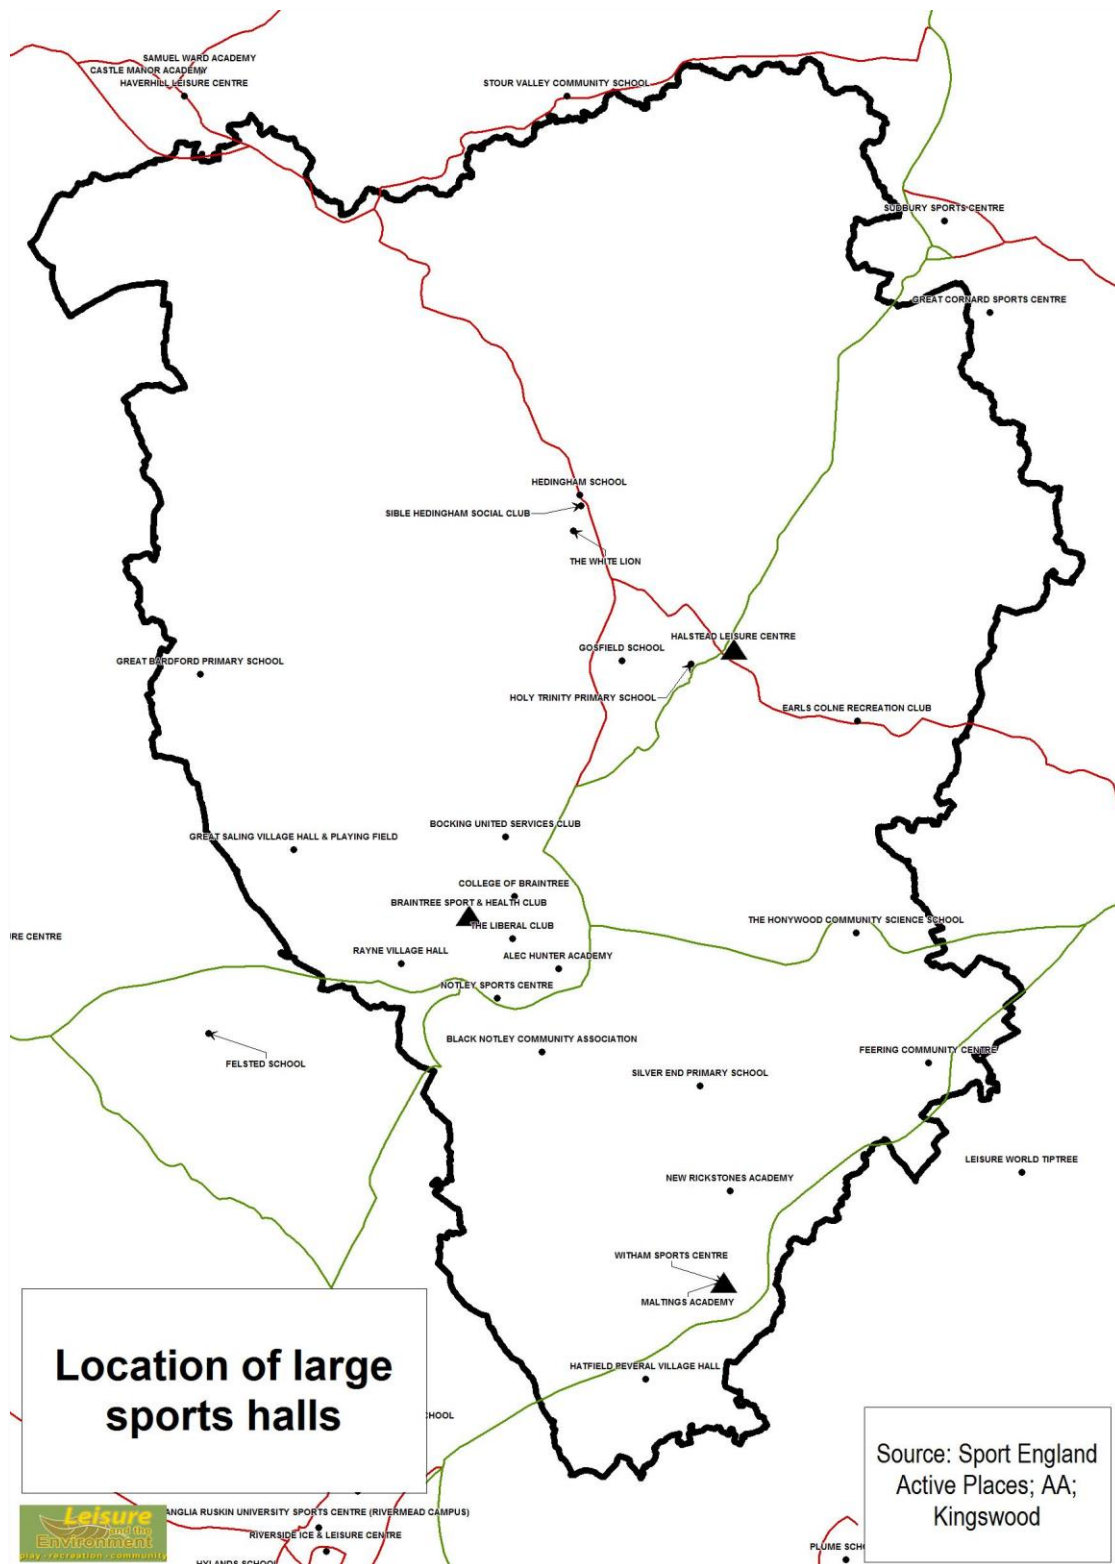 SAMUEL WARD ACADEMY
CASTLE MANOR ACADEMY
HAVERHILL LEISURE CENTRE
STOUR VALLEY COMMUNITY SCHOOL
SUDBURY SPORTS CENTRE
GREAT CORNARD SPORTS CENTRE
HEDINGHAM SCHOOL
SIBLE HEDINGHAM SOCIAL CLUB
THE WHITE LION
HALSTEAD LEISURE CENTRE
GOSFIELD SCHOOL
GREAT BARDFORD PRIMARY SCHOOL
HOLY TRINITY PRIMARY SCHOOL
EARLS COLNE RECREATION CLUB
BOCKING UNITED SERVICES CLUB
GREAT SALING VILLAGE HALL & PLAYING FIELD
COLLEGE OF BRAINTREE
BRAINTREE SPORT & HEALTH CLUB
THE HONYWOOD COMMUNITY SCIENCE SCHOOL
THE LIBERAL CLUB
RE CENTRE
RAYNE VILLAGE HALL
ALEC HUNTER ACADEMY
NOTLEY SPORTS CENTRE
BLACK NOTLEY COMMUNITY ASSOCIATION
FEERING COMMUNITY CENTRE
FELSTED SCHOOL
SILVER END PRIMARY SCHOOL
LEISURE WORLD TIPTREE
NEW RICKSTONES ACADEMY
WITHAM SPORTS CENTRE
MALTINGS ACADEMY
HATFIELD PEVERAL VILLAGE HALL
Location of large
sports halls
HOOL
Source: Sport England
Active Places; AA;
Kingswood
ANGLIA RUSKIN UNIVERSITY SPORTS CENTRE (RIVERMEAD CAMPUS)
RIVERSIDE ICE & LEISURE CENTRE
HYLANDS SCHOOL
PLUME SCH
Leisure
and the
Environment
play - recreation - community